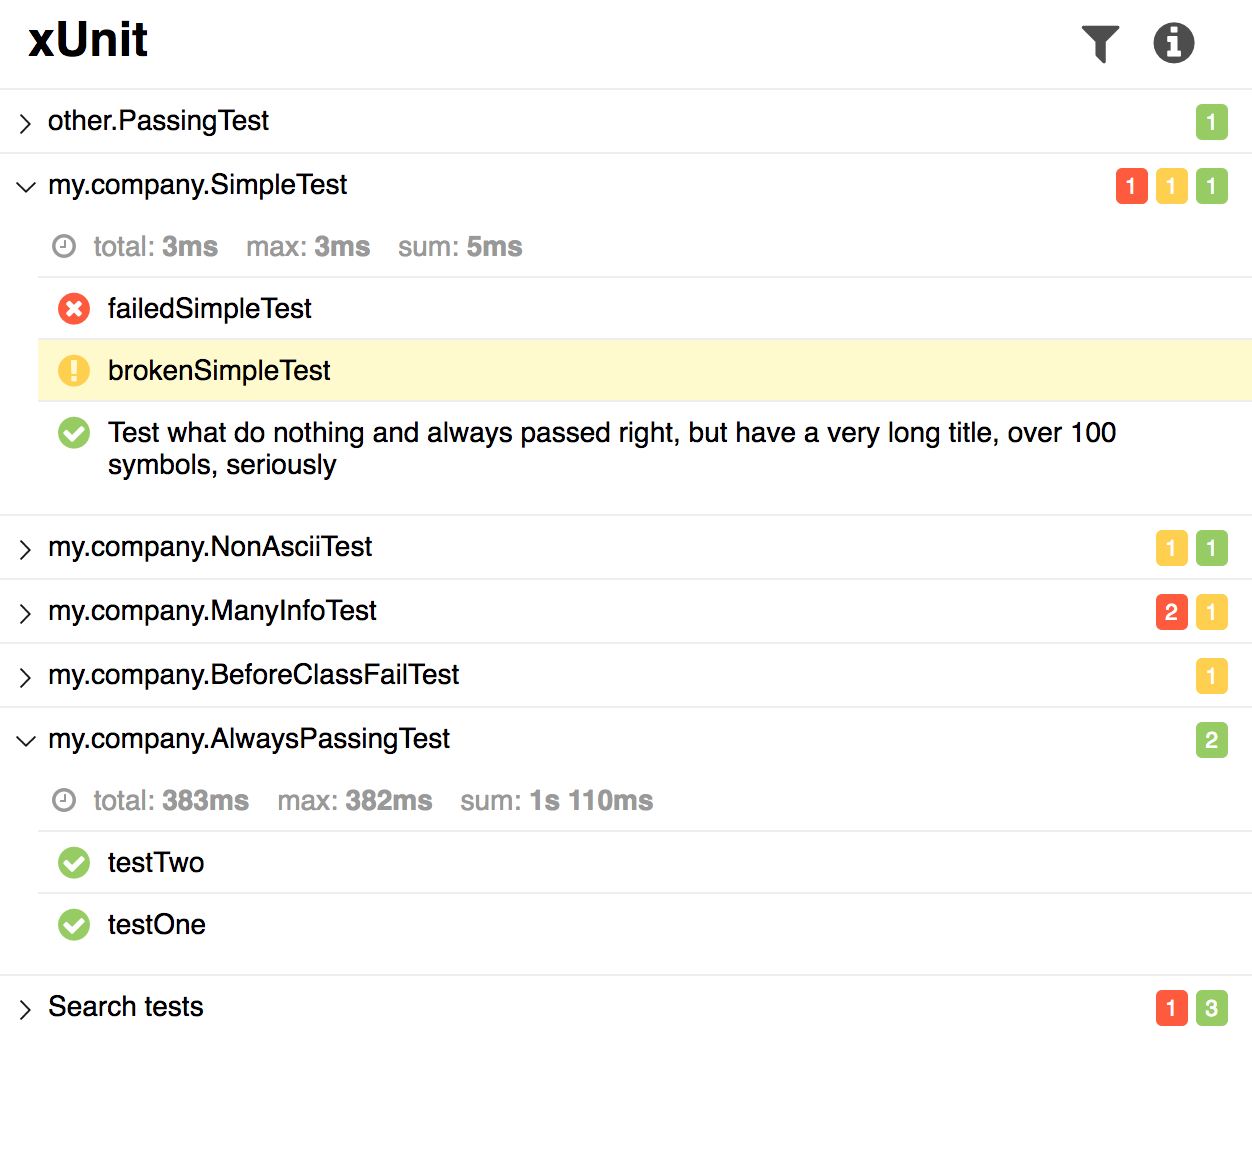 xUnit
other.PassingTest 1
my.company.SimpleTest 1 1 1
total: 3ms max: 3ms sum: 5ms
failedSimpleTest
brokenSimpleTest
Test what do nothing and always passed right, but have a very long title, over 100
symbols, seriously
my.company.NonAsciiTest 1 1
my.company.ManyInfoTest 2 1
my.company.BeforeClassFailTest 1
my.company.AlwaysPassingTest 2
total: 383ms max: 382ms sum: 1s 110ms
testTwo
testOne
Search tests 1 3